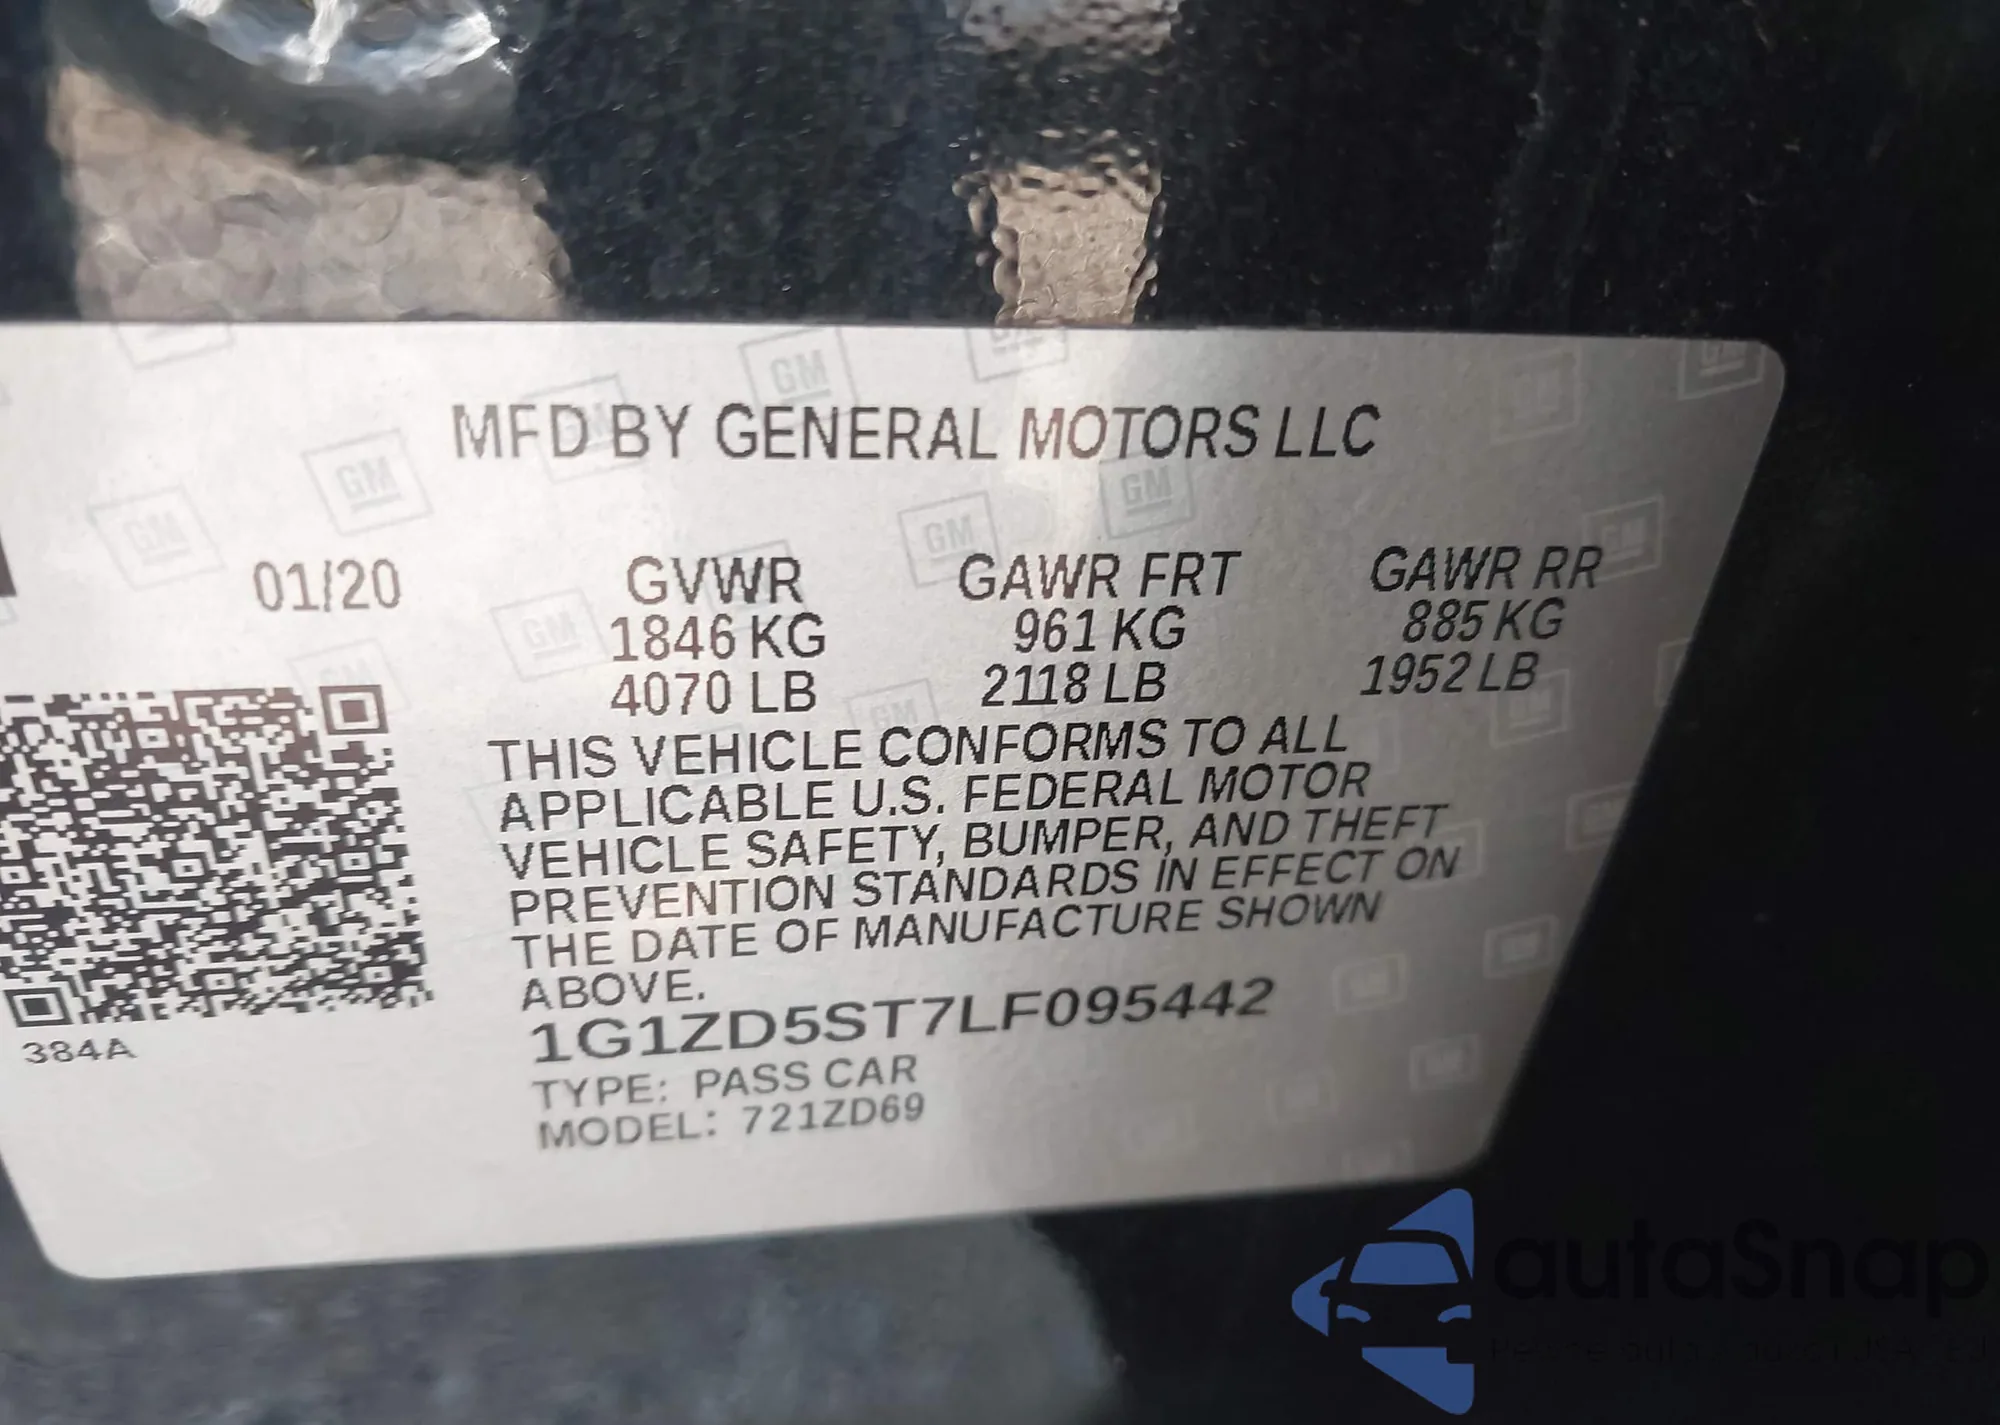 MFD BY GENERAL MOTORS LLC
01/20 GVWR GAWR FRT GAWR RR
1846 KG 961 KG 885 KG
4070 LB 2118 LB 1952 LB
THIS VEHICLE CONFORMS TO ALL
APPLICABLE U.S. FEDERAL MOTOR
VEHICLE SAFETY, BUMPER, AND THEFT
PREVENTION STANDARDS IN EFFECT ON
THE DATE OF MANUFACTURE SHOWN
ABOVE.
384A
1G1ZD5ST7LF095442
TYPE: PASS CAR
MODEL: 721ZD69
GM
autaSnap